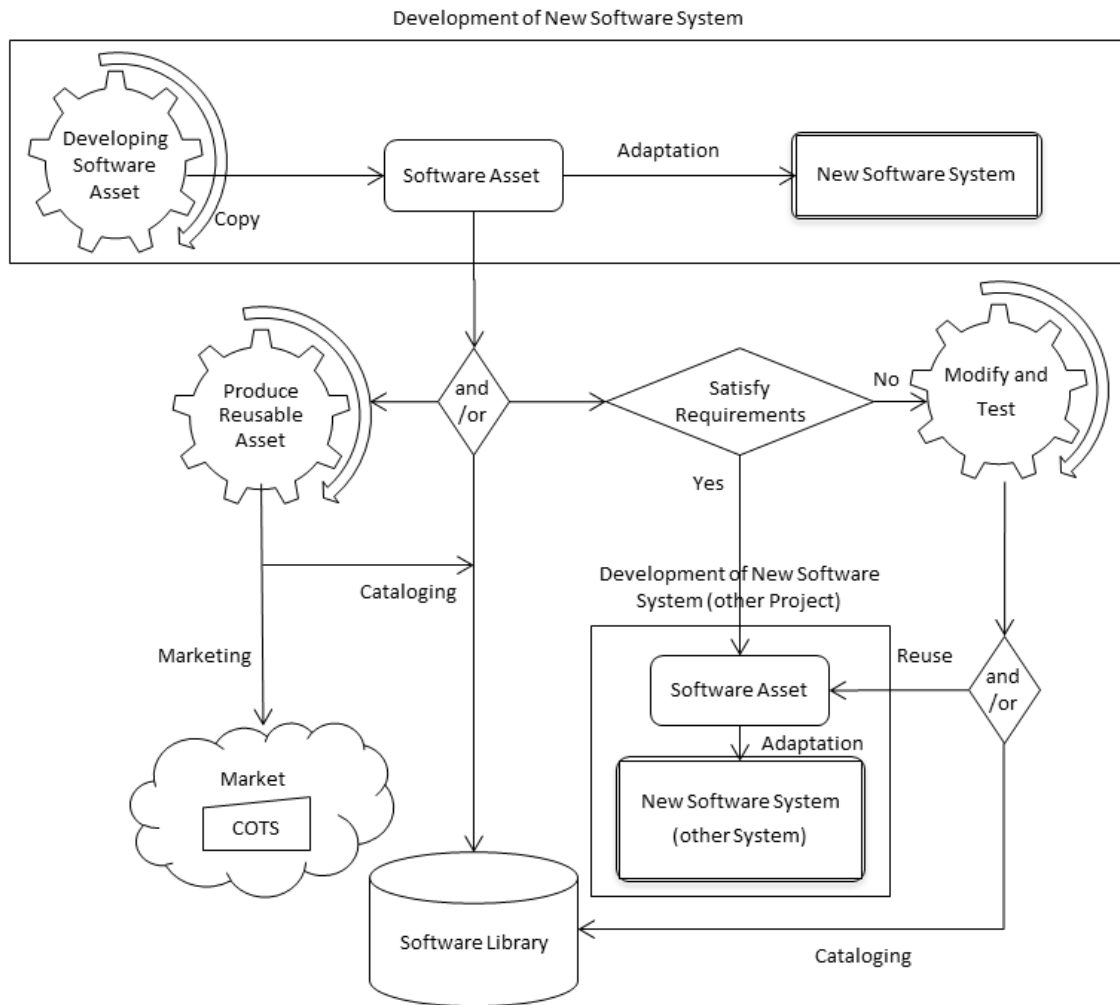 Development of New Software System
Developing
Software
Asset
Copy
Software Asset
Adaptation
New Software System
Produce
Reusable
Asset
and
/or
Satisfy
Requirements
No
Modify and
Test
Yes
Cataloging
Marketing
Development of New Software
System (other Project)
Software Asset
Reuse
and
/or
Adaptation
New Software System
(other System)
Market
COTS
Software Library
Cataloging